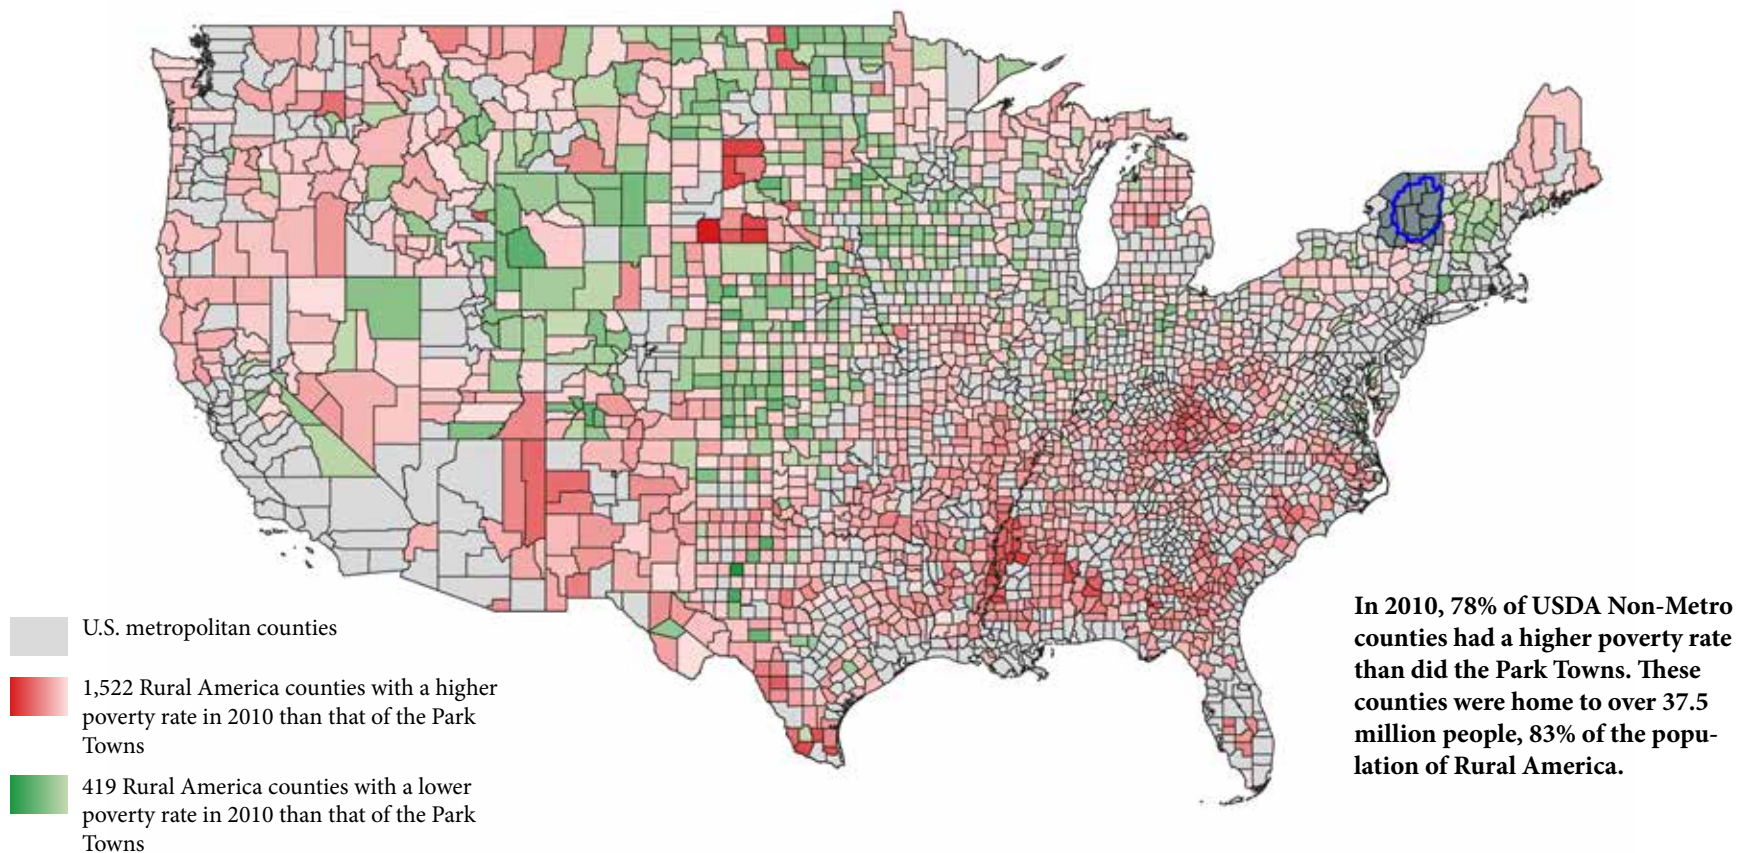 U.S. metropolitan counties
1,522 Rural America counties with a higher
poverty rate in 2010 than that of the Park
Towns
419 Rural America counties with a lower
poverty rate in 2010 than that of the Park
Towns
In 2010, 78% of USDA Non-Metro
counties had a higher poverty rate
than did the Park Towns. These
counties were home to over 37.5
million people, 83% of the popu-
lation of Rural America.